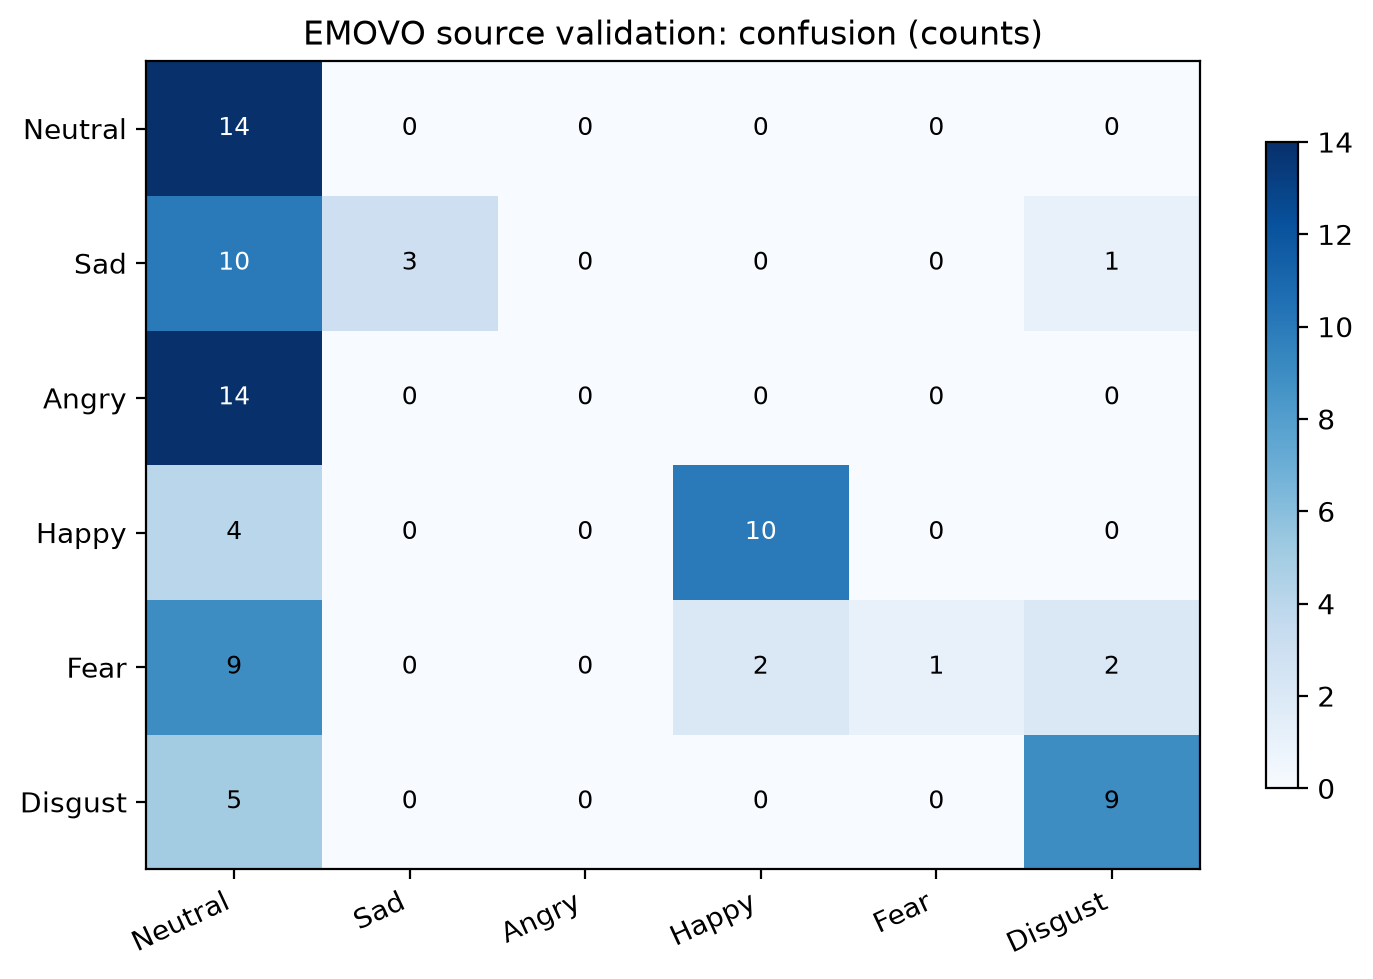 EMOVO source validation: confusion (counts)
Neutral 14 0 0 0 0 0
Sad 10 3 0 0 0 1
Angry 14 0 0 0 0 0
Happy 4 0 0 10 0 0
Fear 9 0 0 2 1 2
Disgust 5 0 0 0 0 9
Neutral Sad Angry Happy Fear Disgust
14
12
10
8
6
4
2
0